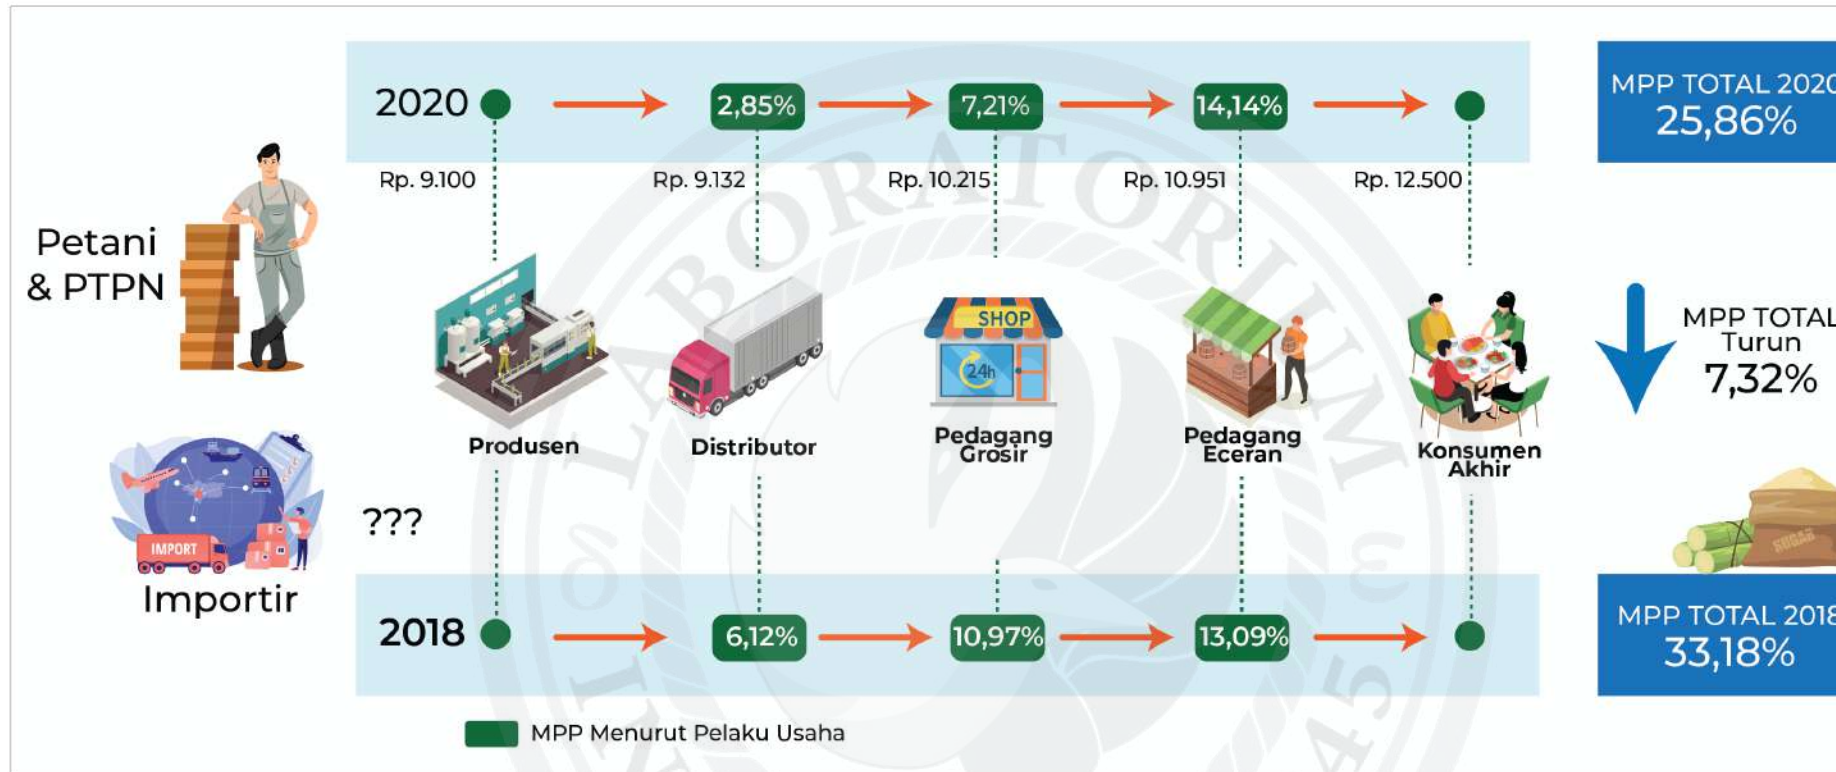 2020
2,85%
7,21%
14,14%
MPP TOTAL 2020
25,86%
Rp. 9.100
Rp. 9.132
Rp. 10.215
Rp. 10.951
Rp. 12.500
Petani
& PTPN
SHOP
24h
MPP TOTAL
Turun
7,32%
Produsen
Distributor
Pedagang
Grosir
Pedagang
Eceran
Konsumen
Akhir
IMPORT
Importir
???
SUGAR
2018
6,12%
10,97%
13,09%
MPP TOTAL 2018
33,18%
MPP Menurut Pelaku Usaha
LABORATORIUM
45